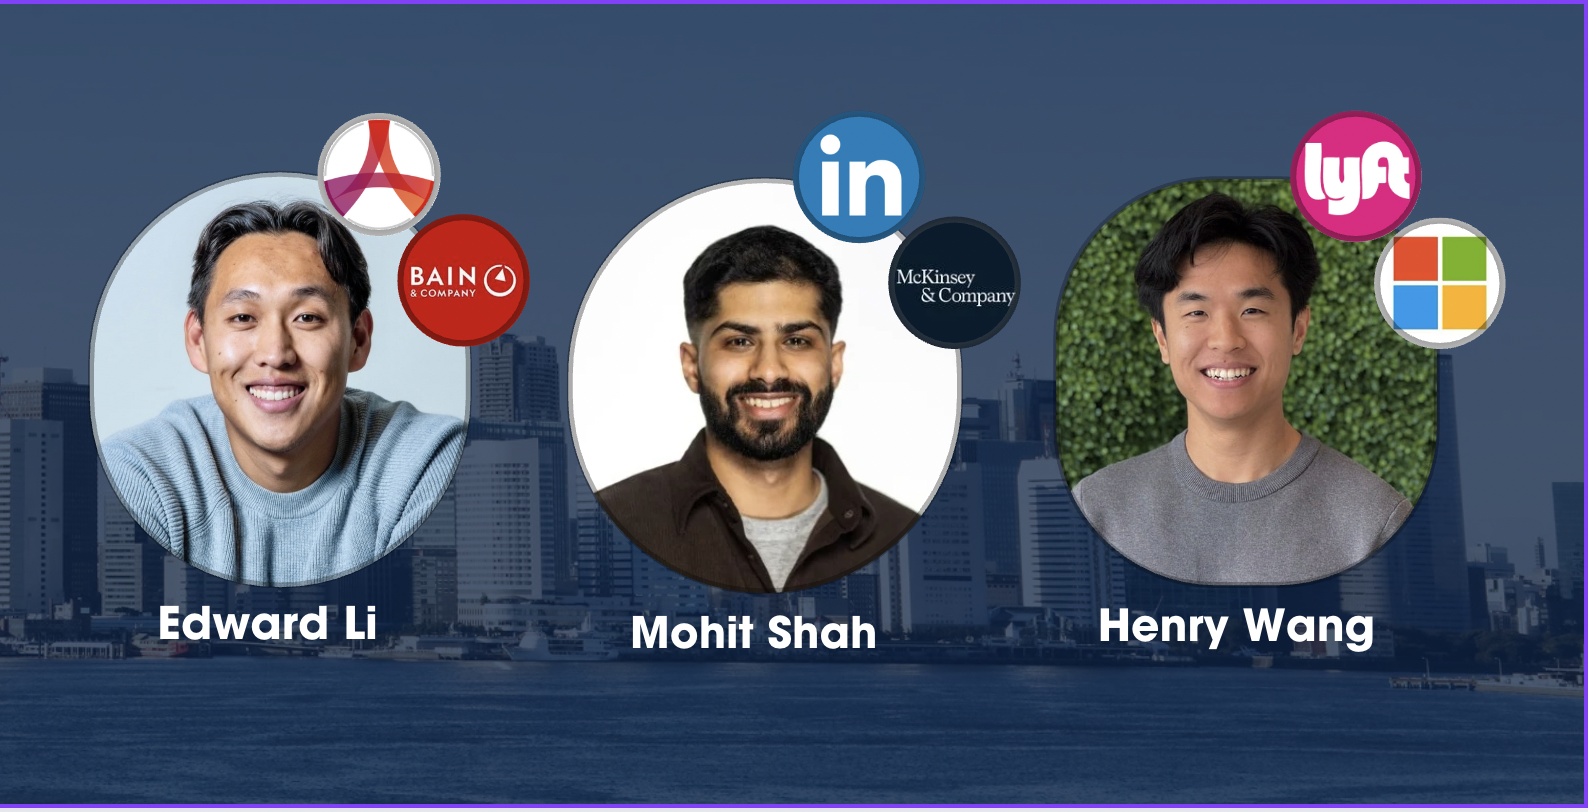 BAIN
& COMPANY
in
McKinsey
& Company
lyft
Edward Li
Mohit Shah
Henry Wang